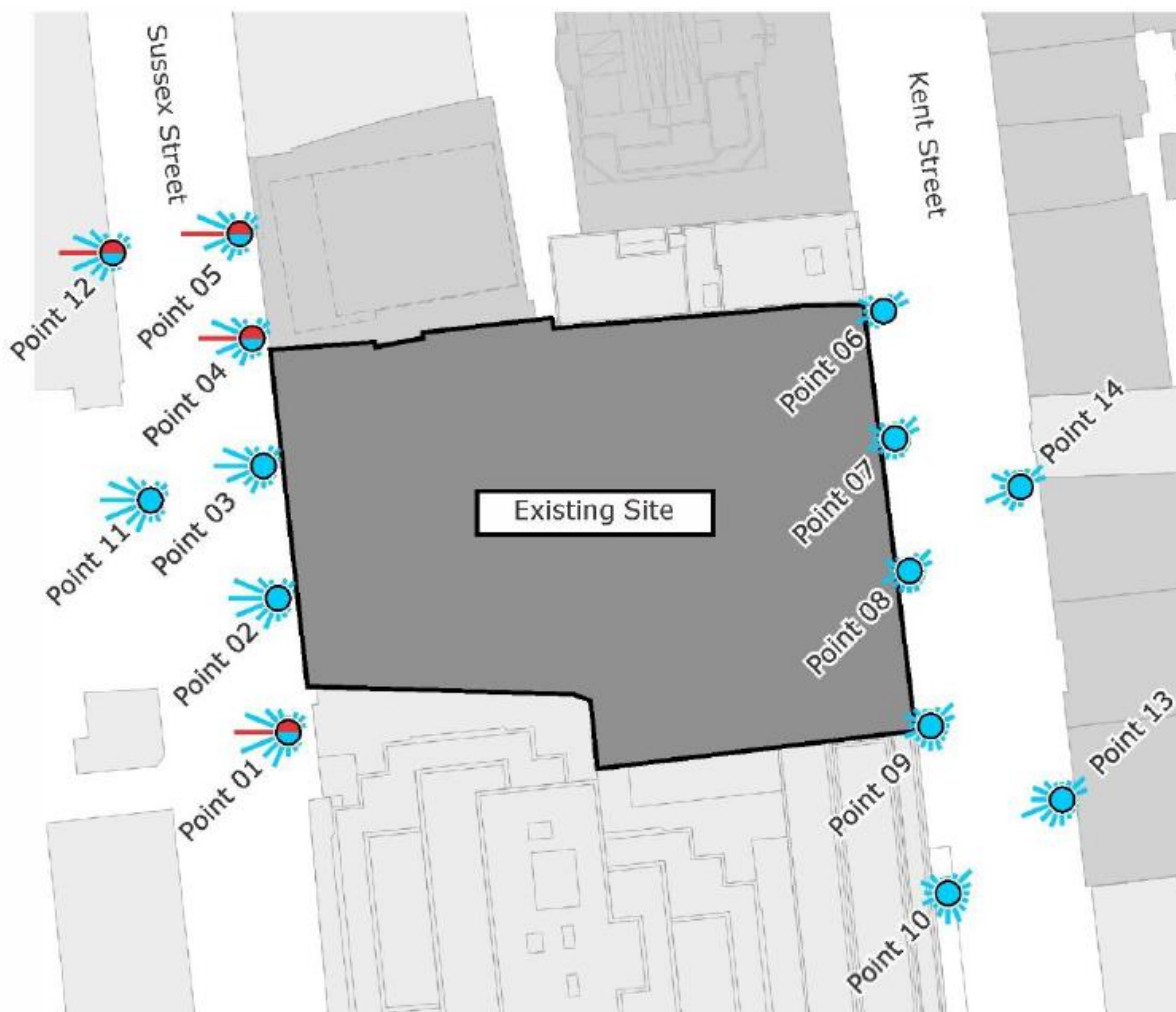 Sussex Street
Kent Street
Point 12
Point 05
Point 04
Point 06
Point 03
Point 11
Point 07
Point 14
Existing Site
Point 02
Point 08
Point 01
Point 09
Point 13
Point 10